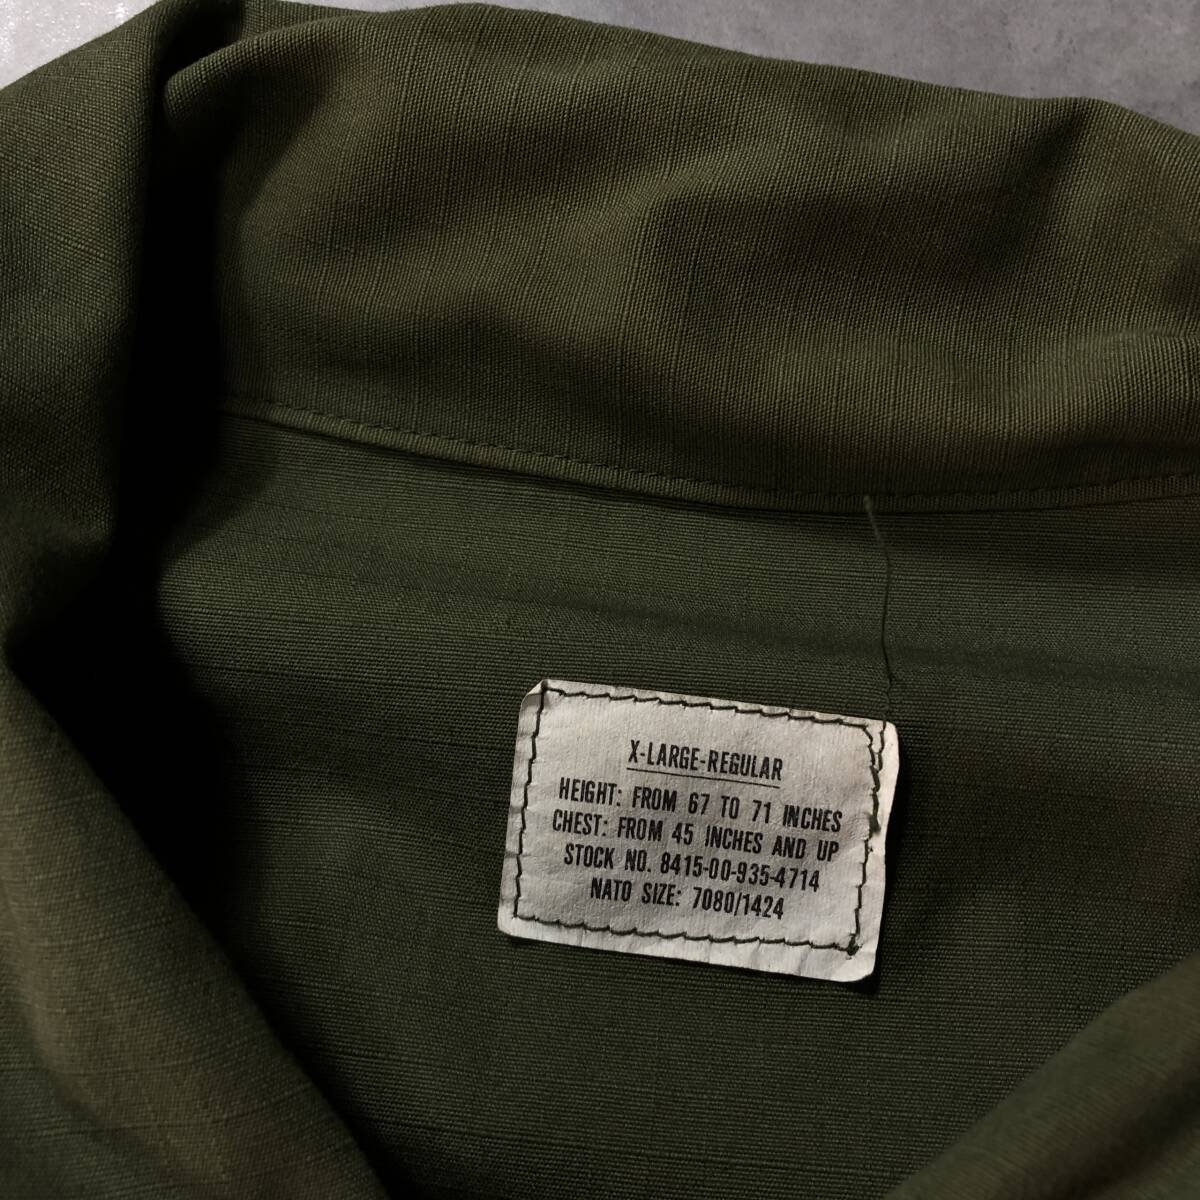 X-LARGE-REGULAR
HEIGHT: FROM 67 TO 71 INCHES
CHEST: FROM 45 INCHES AND UP
STOCK NO. 8415-00-935-4714
NATO SIZE: 7080/1424